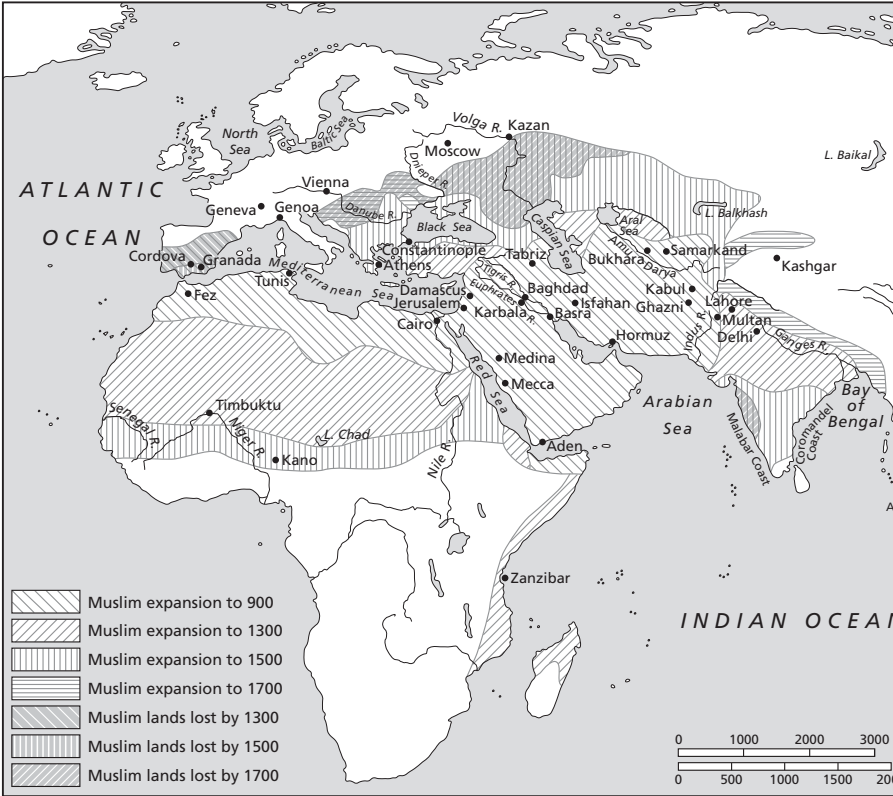 Volga R.
Kazan
North
Sea
Baltic Sea
Moscow
L. Baikal
Dnieper R.
ATLANTIC
OCEAN
Vienna
Geneva
Genoa
Danube R.
Aral
Sea
L. Balkhash
Black Sea
Caspian Sea
Constantinople
Cordova
Granada
Tabriz
Amu
Darya
Samarkand
Bukhara
Athens
Kashgar
Mediterranean Sea
Tunis
Tigris R.
Euphrates R.
Damascus
Baghdad
Kabul
Fez
Jerusalem
Isfahan
Ghazni
Lahore
Karbala
Basra
Multan
Cairo
Hormuz
Indus R.
Delhi
Ganges R.
Medina
Red Sea
Mecca
Arabian
Sea
Bay
of
Bengal
Timbuktu
Senegal R.
Niger R.
L. Chad
Malabar Coast
Coromandel
Coast
Kano
Nile R.
Aden
A
Zanzibar
INDIAN OCEAN
Muslim expansion to 900
Muslim expansion to 1300
Muslim expansion to 1500
Muslim expansion to 1700
Muslim lands lost by 1300
Muslim lands lost by 1500
Muslim lands lost by 1700
0 1000 2000 3000
0 500 1000 1500 200